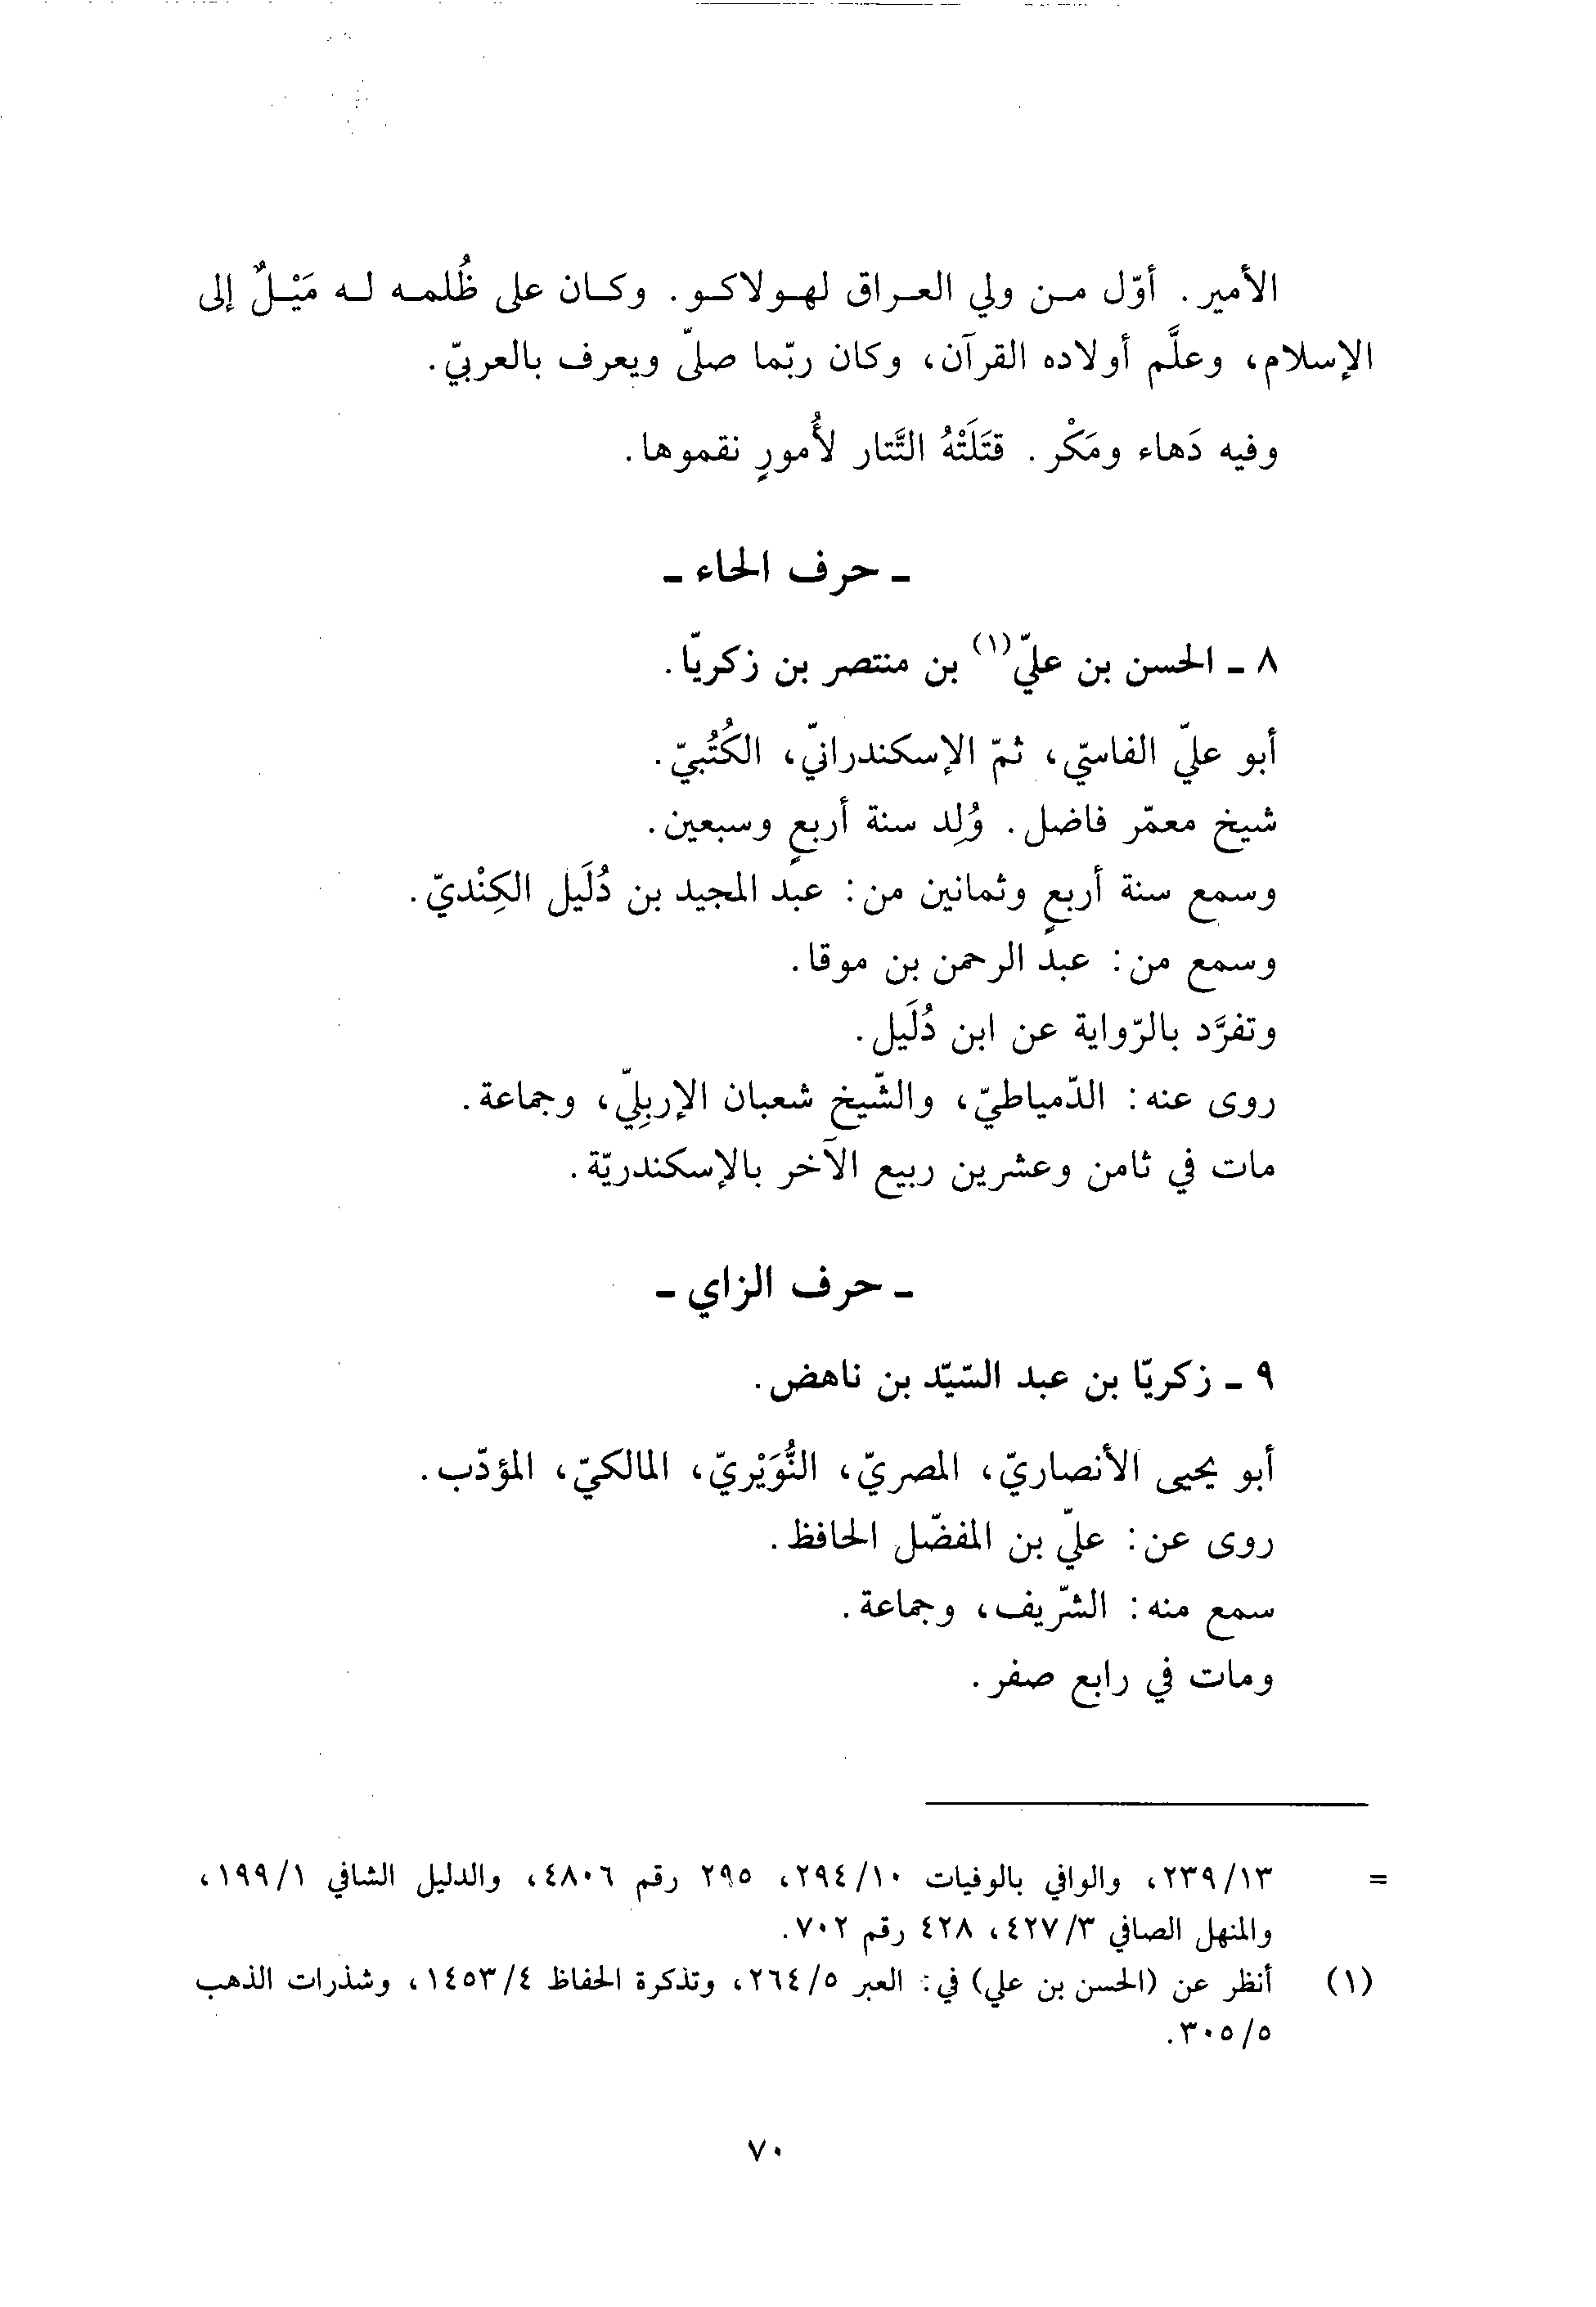 الأمير. أوّل من ولي العراق لهولاكو. وكان على ظُلمه له مَيْلٌ إلى
الإسلام، وعلَّم أولاده القرآن، وكان ربّما صلّى ويعرف بالعربيّ.
وفيه دَهاء ومَكْر. قتَلَتْهُ التَّتار لأُمورٍ نقموها.
ـ حرف الحاء ـ
٨ ـ الحسن بن عليّ(١) بن منتصر بن زكريّا.
أبو عليّ الفاسيّ، ثمّ الإسكندرانيّ، الكُتُبيّ.
شيخ معمّر فاضل. وُلِد سنة أربعٍ وسبعين.
وسمع سنة أربعٍ وثمانين من: عبد المجيد بن دُلَيل الكِنْديّ.
وسمع من: عبد الرحمن بن موقا.
وتفرَّد بالرّواية عن ابن دُلَيل.
روى عنه: الدّمياطيّ، والشّيخ شعبان الإربِليّ، وجماعة.
مات في ثامن وعشرين ربيع الآخر بالإسكندريّة.
ـ حرف الزاي ـ
٩ ـ زكريّا بن عبد السّيّد بن ناهض.
أبو يحيى الأنصاريّ، المصريّ، النُّوَيْريّ، المالكيّ، المؤدّب.
روى عن: عليّ بن المفضّل الحافظ.
سمع منه: الشّريف، وجماعة.
ومات في رابع صفر.
= ٢٣٩/١٣، والوافي بالوفيات ٢٩٤/١٠، ٢٩٥ رقم ٤٨٠٦، والدليل الشافي ١٩٩/١،
والمنهل الصافي ٤٢٧/٣، ٤٢٨ رقم ٧٠٢.
(١) أنظر عن (الحسن بن علي) في: العبر ٢٦٤/٥، وتذكرة الحفاظ ١٤٥٣/٤، وشذرات الذهب
٣٠٥/٥.
٧٠